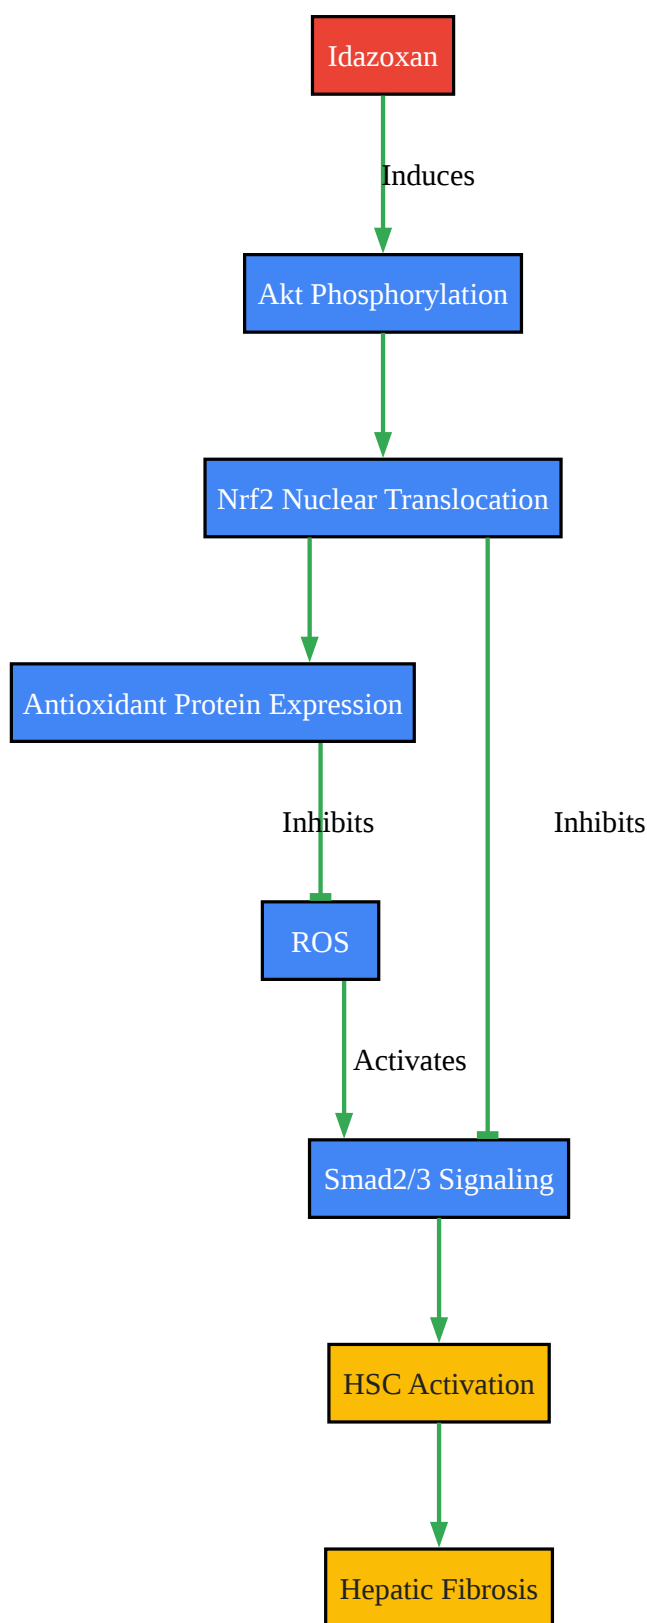 Idazoxan
Induces
Akt Phosphorylation
Nrf2 Nuclear Translocation
Antioxidant Protein Expression
Inhibits
Inhibits
ROS
Activates
Smad2/3 Signaling
HSC Activation
Hepatic Fibrosis